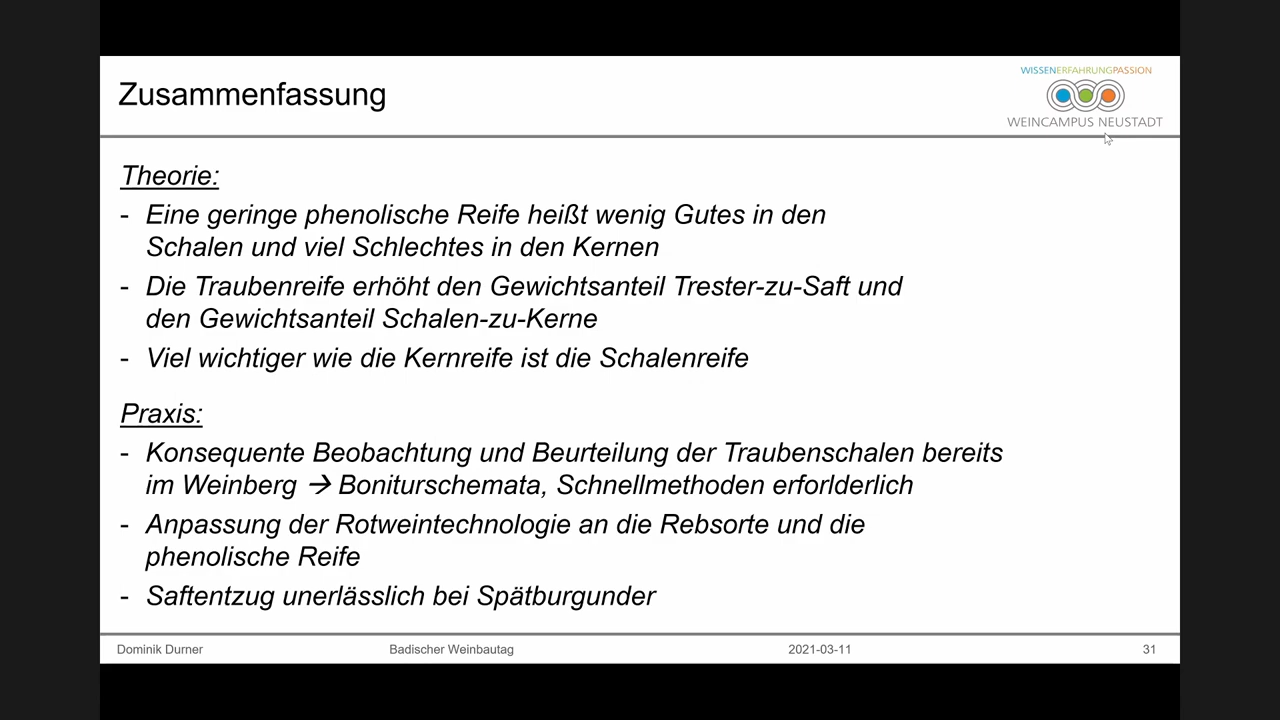 Zusammenfassung
WISSENERFAHRUNGPASSION
WEINCAMPUS NEUSTADT
Theorie:
- Eine geringe phenolische Reife heißt wenig Gutes in den
Schalen und viel Schlechtes in den Kernen
- Die Traubenreife erhöht den Gewichtsanteil Trester-zu-Saft und
den Gewichtsanteil Schalen-zu-Kerne
- Viel wichtiger wie die Kernreife ist die Schalenreife
Praxis:
- Konsequente Beobachtung und Beurteilung der Traubenschalen bereits
im Weinberg → Boniturschemata, Schnellmethoden erforlderlich
- Anpassung der Rotweintechnologie an die Rebsorte und die
phenolische Reife
- Saftentzug unerlässlich bei Spätburgunder
Dominik Durner Badischer Weinbautag 2021-03-11 31